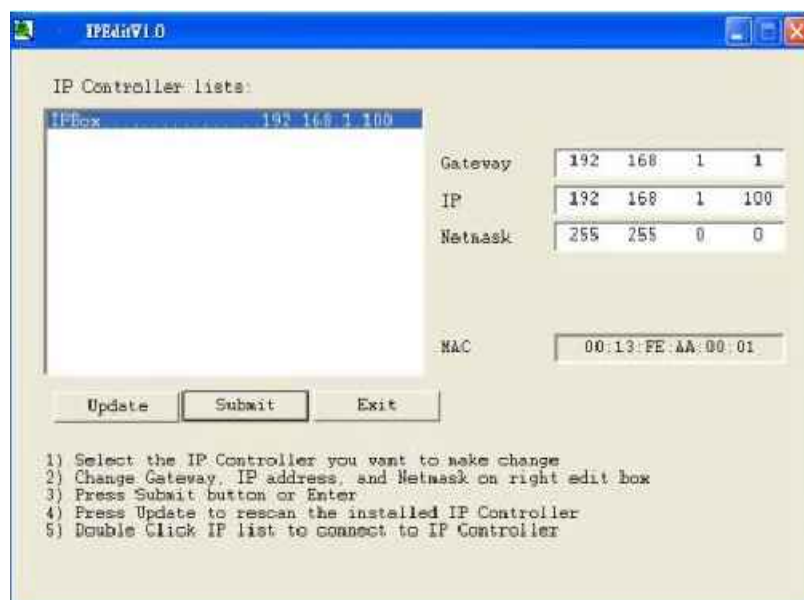 IPEditV1.0
IP Controller lists:
IPBox.....................192.168.1.100
Gateway 192 168 1 1
IP 192 168 1 100
Netmask 255 255 0 0
MAC 00:13:FE:AA:00:01
Update Submit Exit
1) Select the IP Controller you want to make change
2) Change Gateway, IP address, and Netmask on right edit box
3) Press Submit button or Enter
4) Press Update to rescan the installed IP Controller
5) Double Click IP list to connect to IP Controller